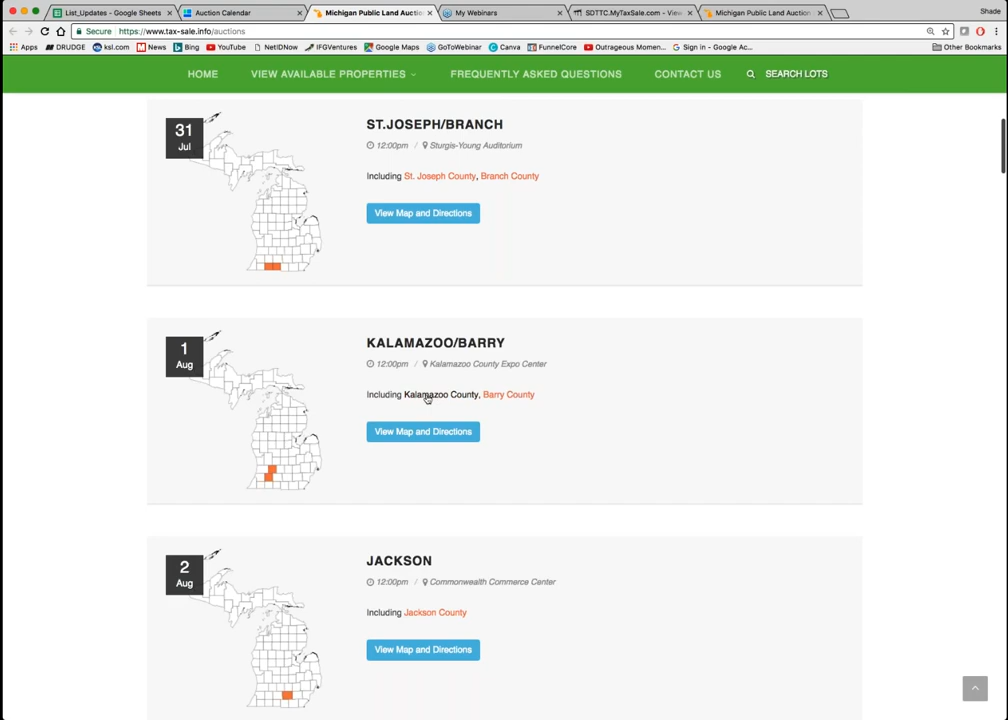 List_Updates - Google Sheets
Auction Calendar
Michigan Public Land Auctio
My Webinars
SDTTC.MyTaxSale.com - View
Michigan Public Land Auction
Shade
Secure
https://www.tax-sale.info/auctions
Apps
DRUDGE
ksl.com
News
Bing
YouTube
NetIDNow
IFGVentures
Google Maps
GoToWebinar
Canva
FunnelCore
Outrageous Momen...
Sign in - Google Ac...
Other Bookmarks
HOME
VIEW AVAILABLE PROPERTIES
FREQUENTLY ASKED QUESTIONS
CONTACT US
SEARCH LOTS
31
Jul
ST.JOSEPH/BRANCH
12:00pm / Sturgis-Young Auditorium
Including St. Joseph County, Branch County
View Map and Directions
1
Aug
KALAMAZOO/BARRY
12:00pm / Kalamazoo County Expo Center
Including Kalamazoo County, Barry County
View Map and Directions
2
Aug
JACKSON
12:00pm / Commonwealth Commerce Center
Including Jackson County
View Map and Directions